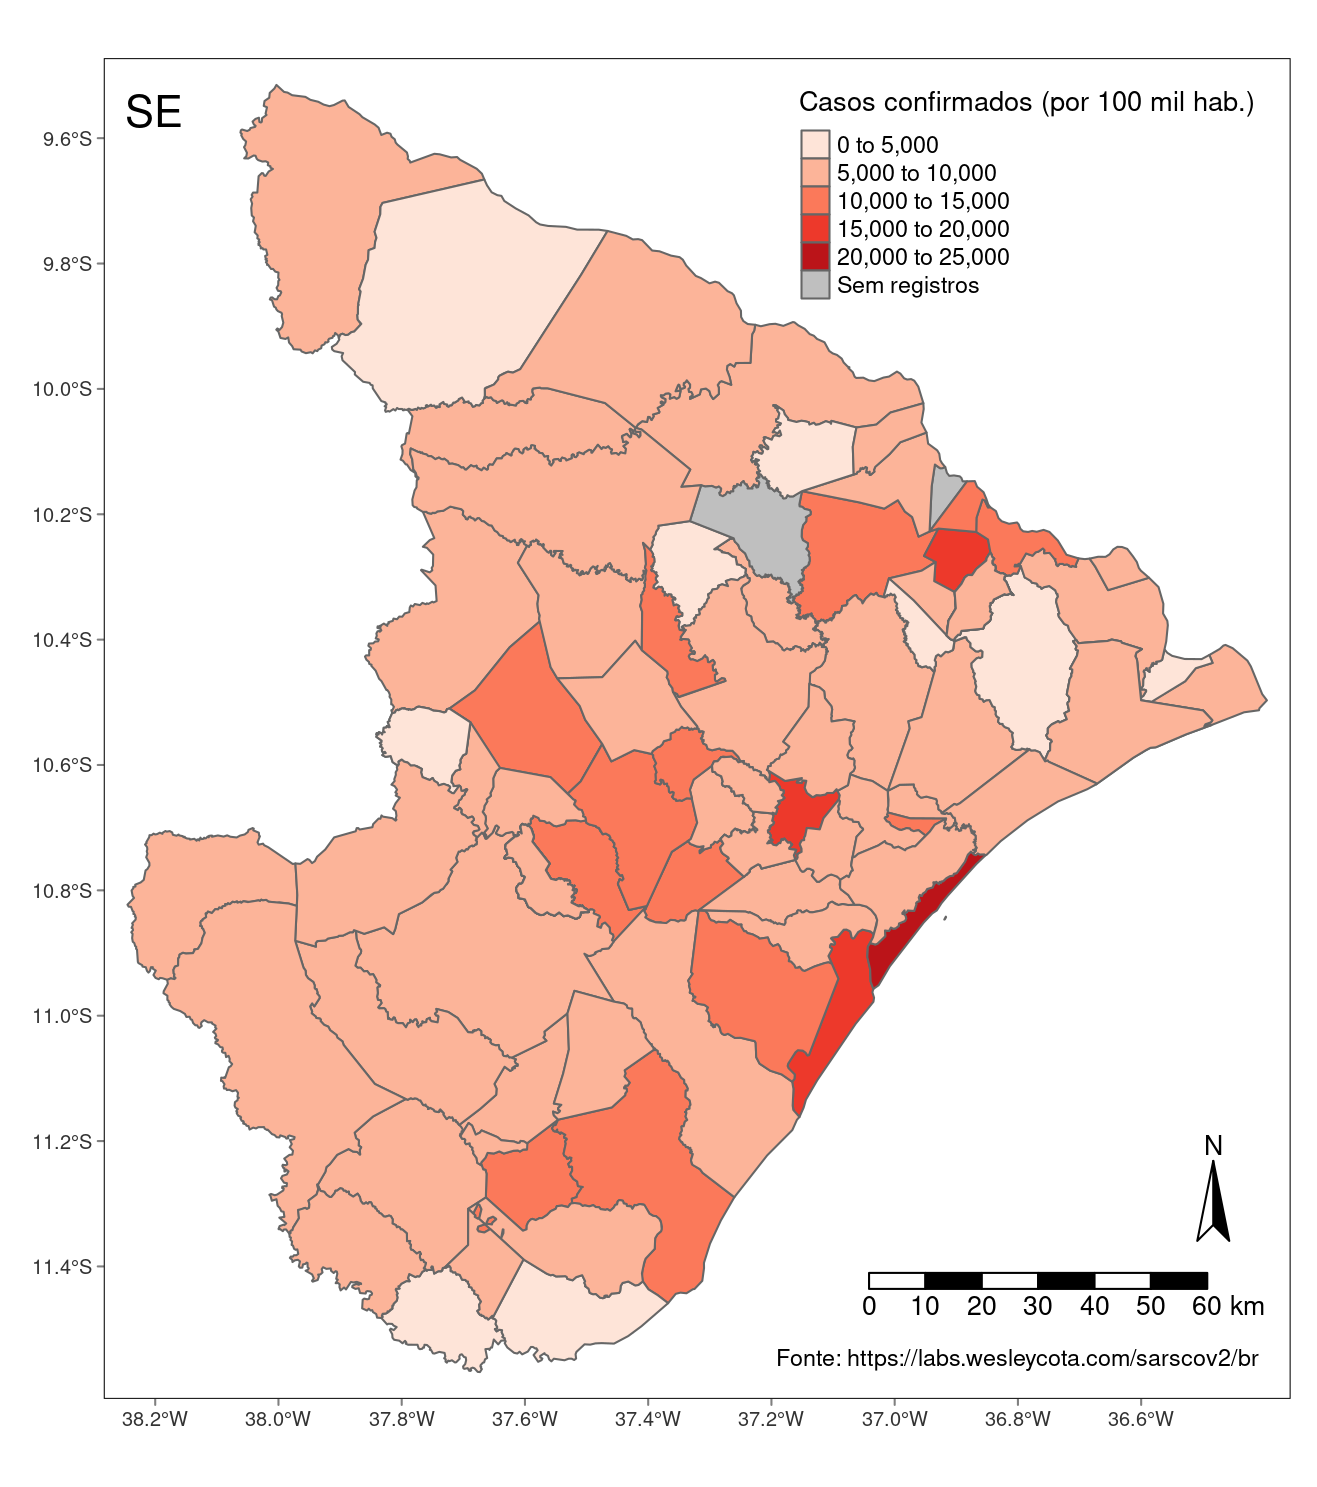 SE
Casos confirmados (por 100 mil hab.)
0 to 5,000
5,000 to 10,000
10,000 to 15,000
15,000 to 20,000
20,000 to 25,000
Sem registros
9.6°S
9.8°S
10.0°S
10.2°S
10.4°S
10.6°S
10.8°S
11.0°S
11.2°S
11.4°S
N
0 10 20 30 40 50 60 km
Fonte: https://labs.wesleycota.com/sarscov2/br
38.2°W 38.0°W 37.8°W 37.6°W 37.4°W 37.2°W 37.0°W 36.8°W 36.6°W